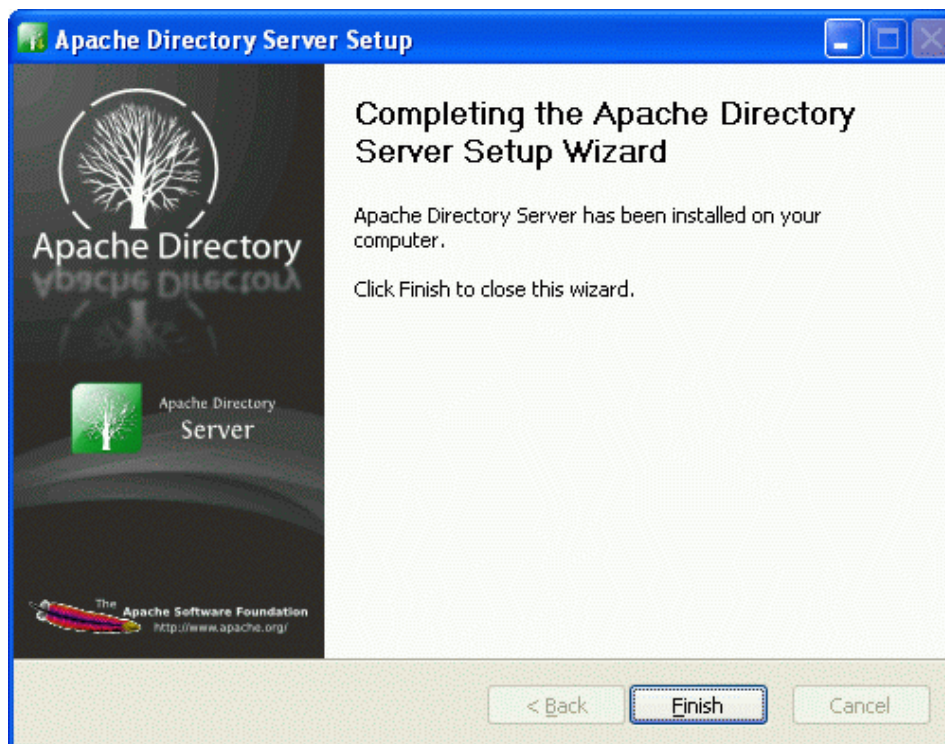 Apache Directory Server Setup
Completing the Apache Directory
Server Setup Wizard
Apache Directory Server has been installed on your
computer.
Click Finish to close this wizard.
Apache Directory
Apache Directory
Server
The Apache Software Foundation
http://www.apache.org/
< Back
Finish
Cancel